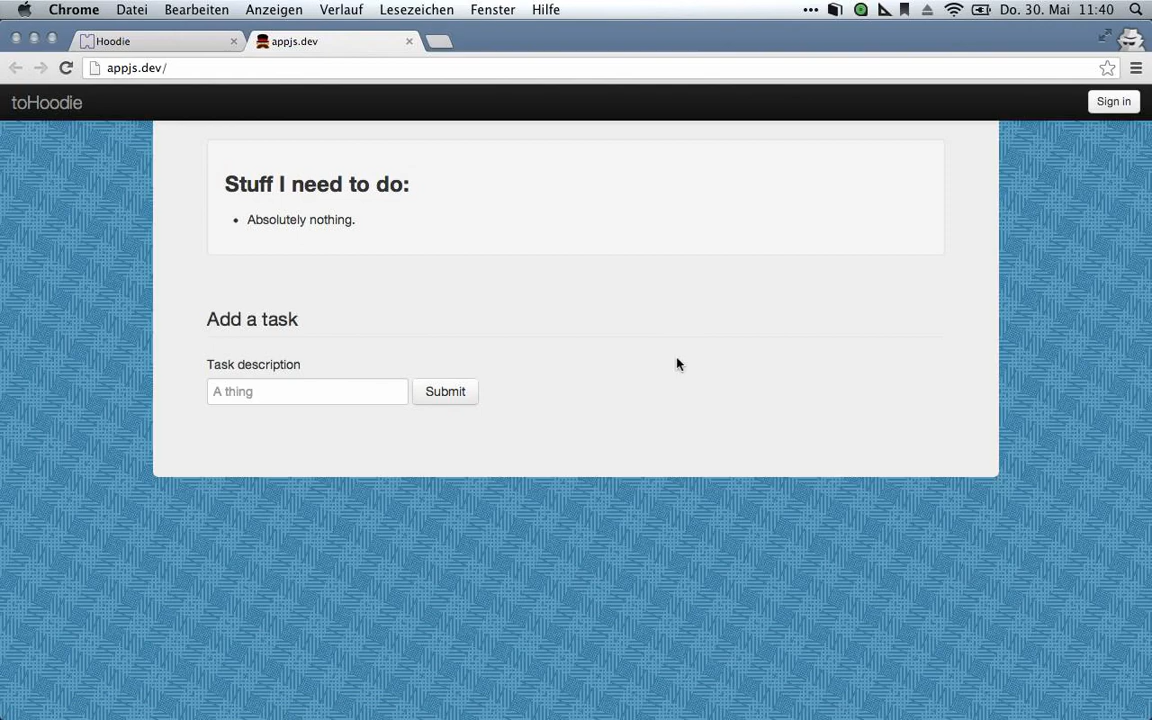 Chrome Datei Bearbeiten Anzeigen Verlauf Lesezeichen Fenster Hilfe Do. 30. Mai 11:40
Hoodie appjs.dev
appjs.dev/
toHoodie Sign in
Stuff I need to do:
Absolutely nothing.
Add a task
Task description
A thing Submit